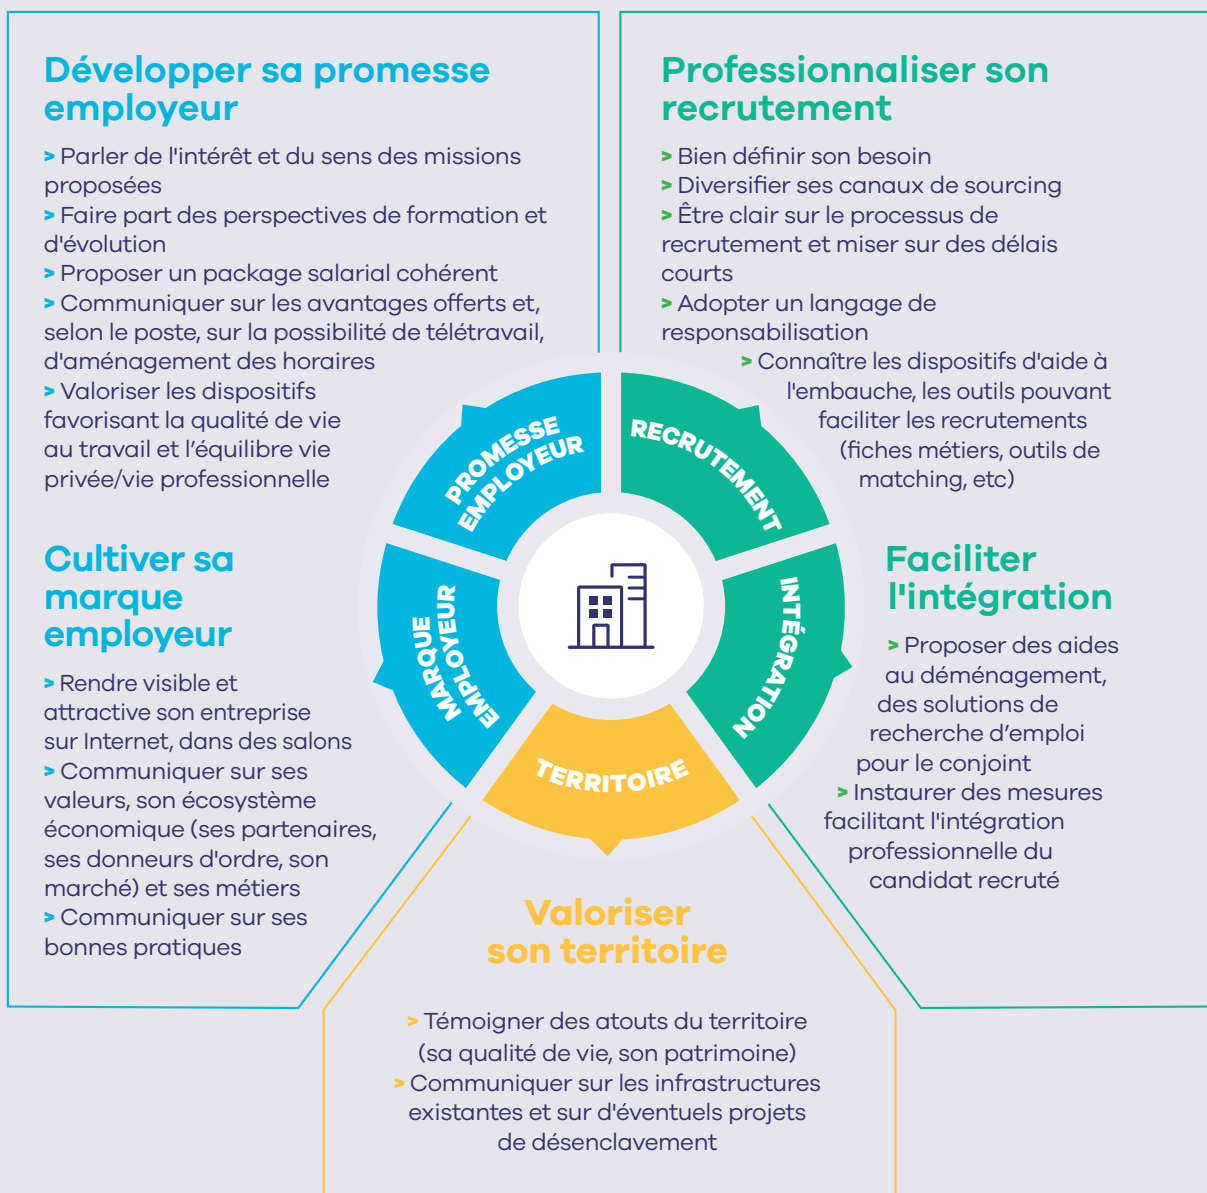 Développer sa promesse
employeur
> Parler de l'intérêt et du sens des missions
proposées
> Faire part des perspectives de formation et
d'évolution
> Proposer un package salarial cohérent
> Communiquer sur les avantages offerts et,
selon le poste, sur la possibilité de télétravail,
d'aménagement des horaires
> Valoriser les dispositifs
favorisant la qualité de vie
au travail et l’équilibre vie
privée/vie professionnelle
Professionnaliser son
recrutement
> Bien définir son besoin
> Diversifier ses canaux de sourcing
> Être clair sur le processus de
recrutement et miser sur des délais
courts
> Adopter un langage de
responsabilisation
> Connaître les dispositifs d'aide à
l'embauche, les outils pouvant
faciliter les recrutements
(fiches métiers, outils de
matching, etc)
PROMESSE
EMPLOYEUR
RECRUTEMENT
MARQUE
EMPLOYEUR
INTÉGRATION
TERRITOIRE
Cultiver sa
marque
employeur
> Rendre visible et
attractive son entreprise
sur Internet, dans des salons
> Communiquer sur ses
valeurs, son écosystème
économique (ses partenaires,
ses donneurs d'ordre, son
marché) et ses métiers
> Communiquer sur ses
bonnes pratiques
Faciliter
l'intégration
> Proposer des aides
au déménagement,
des solutions de
recherche d’emploi
pour le conjoint
> Instaurer des mesures
facilitant l'intégration
professionnelle du
candidat recruté
Valoriser
son territoire
> Témoigner des atouts du territoire
(sa qualité de vie, son patrimoine)
> Communiquer sur les infrastructures
existantes et sur d'éventuels projets
de désenclavement